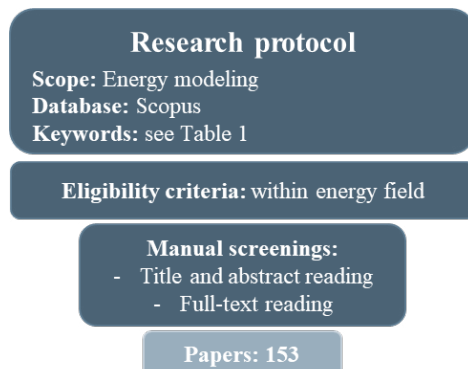 Research protocol
Scope: Energy modeling
Database: Scopus
Keywords: see Table 1
Eligibility criteria: within energy field
Manual screenings:
- Title and abstract reading
- Full-text reading
Papers: 153